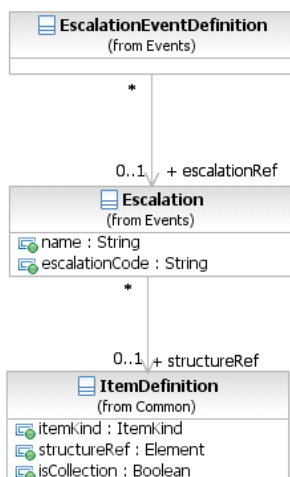 EscalationEventDefinition
(from Events)
*
0..1 + escalationRef
Escalation
(from Events)
name : String
escalationCode : String
*
0..1 + structureRef
ItemDefinition
(from Common)
itemKind : ItemKind
structureRef : Element
isCollection : Boolean